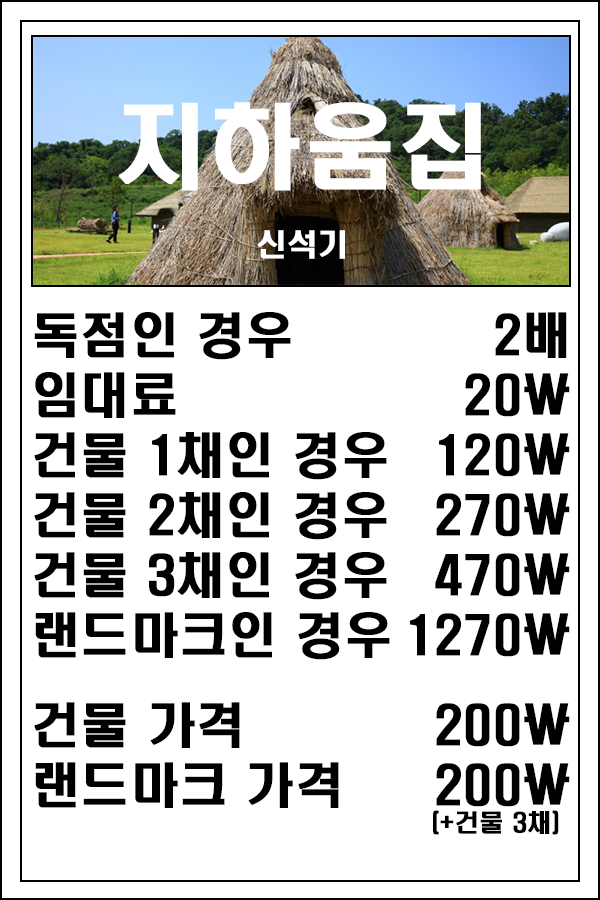 지하움집
신석기
독점인 경우 2배
임대료 20₩
건물 1채인 경우 120₩
건물 2채인 경우 270₩
건물 3채인 경우 470₩
랜드마크인 경우 1270₩
건물 가격 200₩
랜드마크 가격 200₩
(+건물 3채)